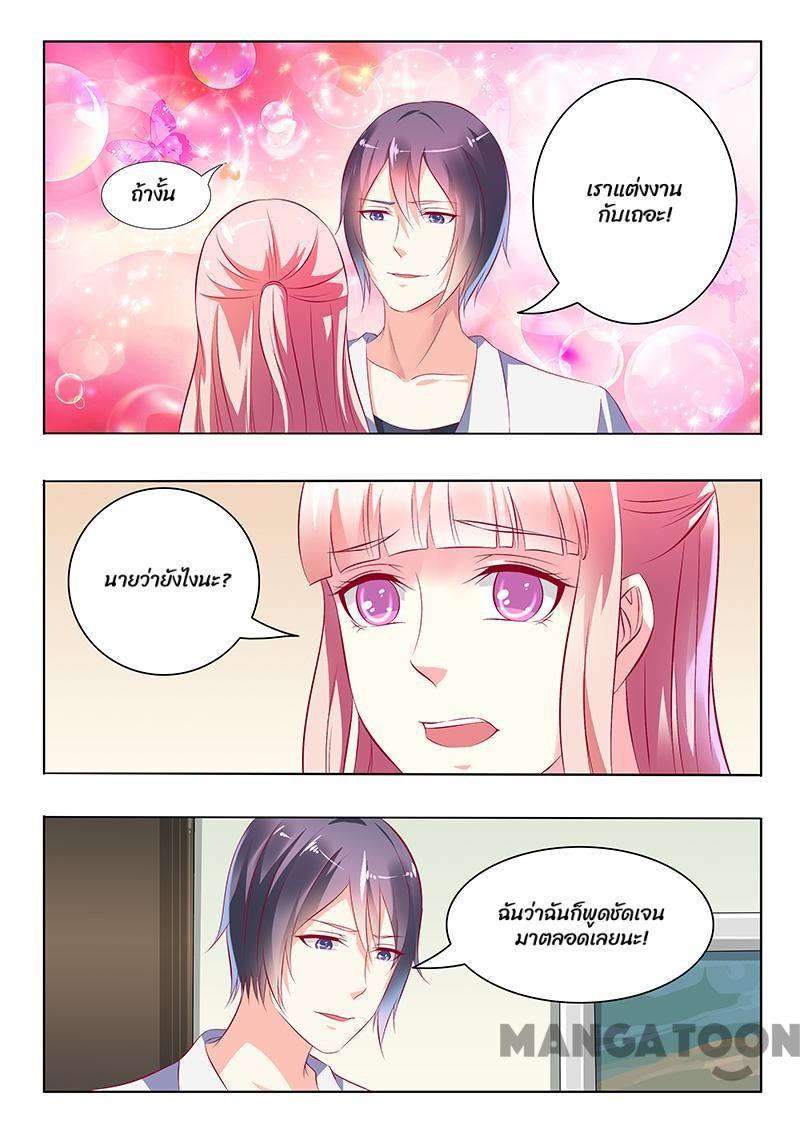 ถ้างั้น
เราแต่งงาน
กับเถอะ!
นายว่ายังไงนะ?
ฉันว่าฉันก็พูดชัดเจน
มาตลอดเลยนะ!
MANGATOON